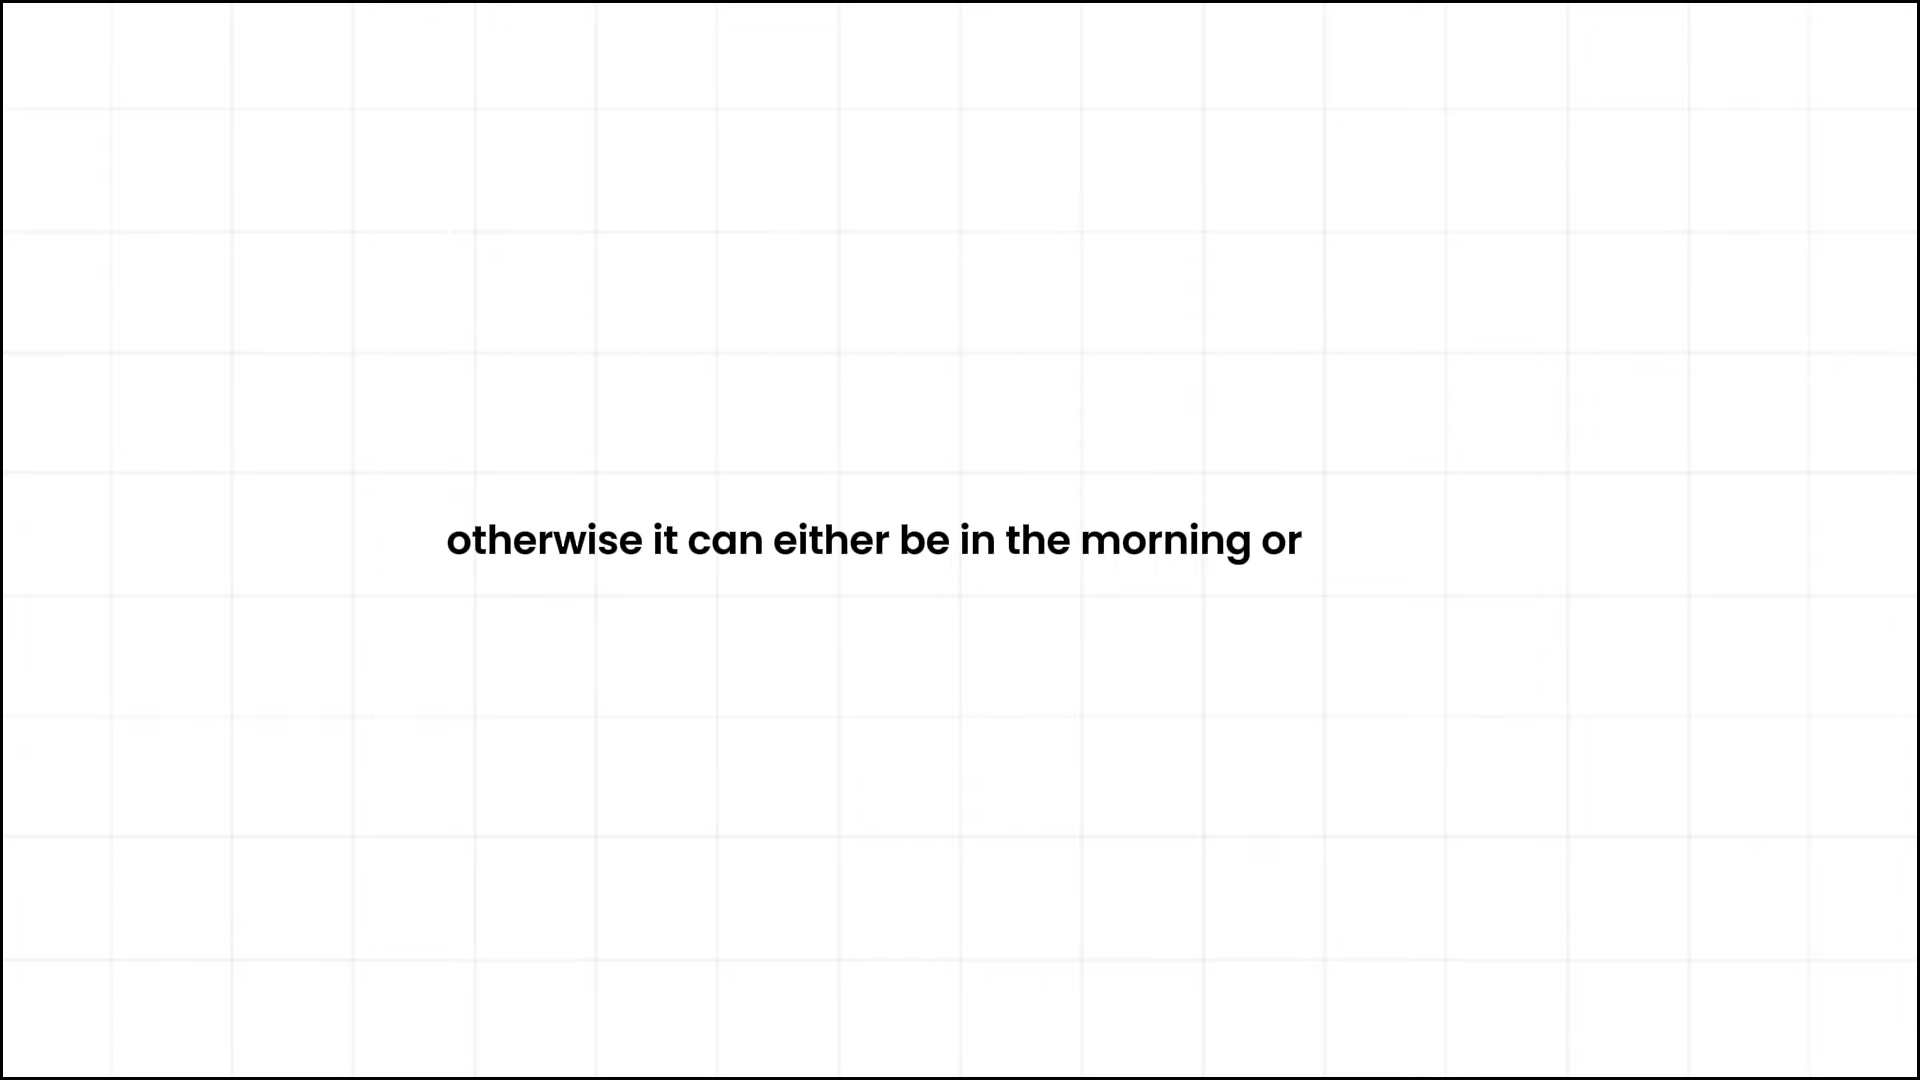 otherwise it can either be in the morning or